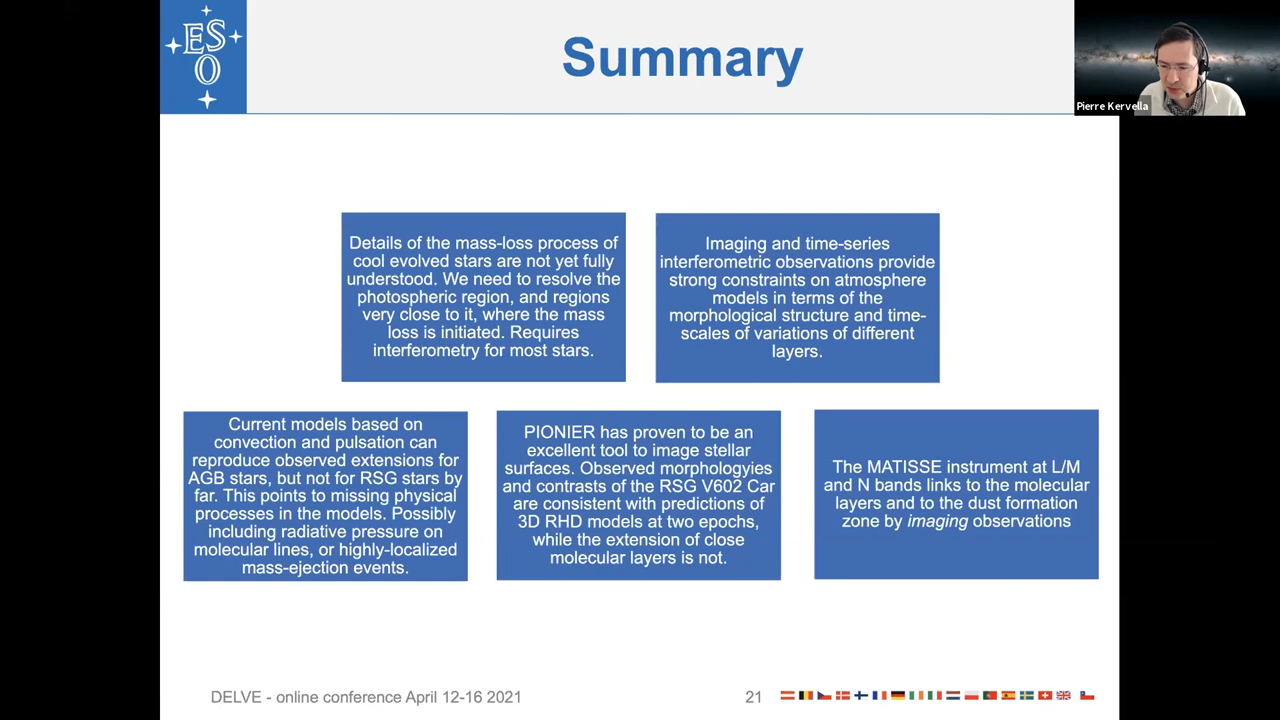 ES
O
Summary
Pierre Kervella
Details of the mass-loss process of
cool evolved stars are not yet fully
understood. We need to resolve the
photospheric region, and regions
very close to it, where the mass
loss is initiated. Requires
interferometry for most stars.
Imaging and time-series
interferometric observations provide
strong constraints on atmosphere
models in terms of the
morphological structure and time-
scales of variations of different
layers.
Current models based on
convection and pulsation can
reproduce observed extensions for
AGB stars, but not for RSG stars by
far. This points to missing physical
processes in the models. Possibly
including radiative pressure on
molecular lines, or highly-localized
mass-ejection events.
PIONIER has proven to be an
excellent tool to image stellar
surfaces. Observed morphologyies
and contrasts of the RSG V602 Car
are consistent with predictions of
3D RHD models at two epochs,
while the extension of close
molecular layers is not.
The MATISSE instrument at L/M
and N bands links to the molecular
layers and to the dust formation
zone by imaging observations
DELVE - online conference April 12-16 2021
21